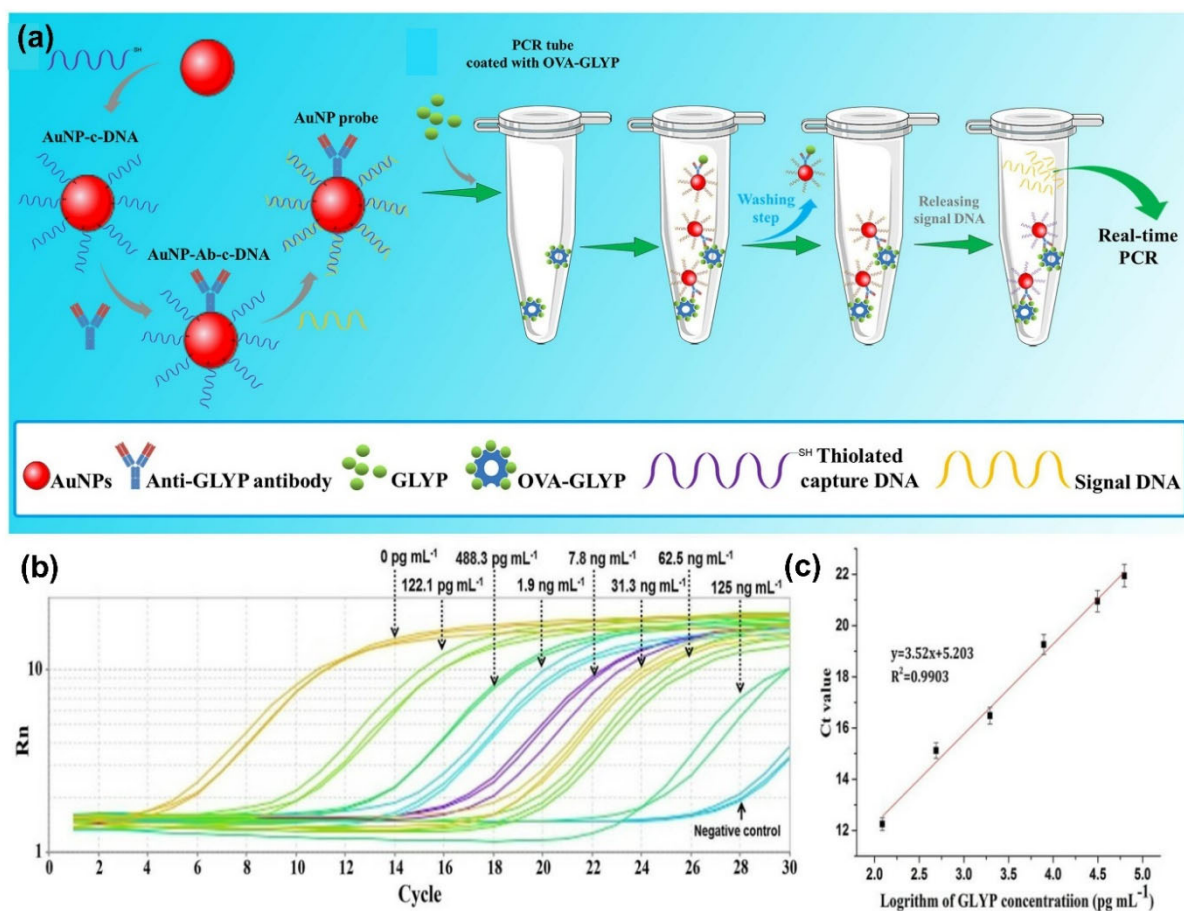 (a)
SH
PCR tube
coated with OVA-GLYP
AuNP-c-DNA
AuNP probe
AuNP-Ab-c-DNA
Washing
step
Releasing
signal DNA
Real-time
PCR
AuNPs
Anti-GLYP antibody
GLYP
OVA-GLYP
SH Thiolated
capture DNA
Signal DNA
(b)
0 pg mL⁻¹
488.3 pg mL⁻¹
7.8 ng mL⁻¹
62.5 ng mL⁻¹
122.1 pg mL⁻¹
1.9 ng mL⁻¹
31.3 ng mL⁻¹
125 ng mL⁻¹
10
1
Rn
Negative control
0 2 4 6 8 10 12 14 16 18 20 22 24 26 28 30
Cycle
(c)
22
20
18
16
14
12
Ct value
y=3.52x+5.203
R²=0.9903
2.0 2.5 3.0 3.5 4.0 4.5 5.0
Logrithm of GLYP concentratiion (pg mL⁻¹)